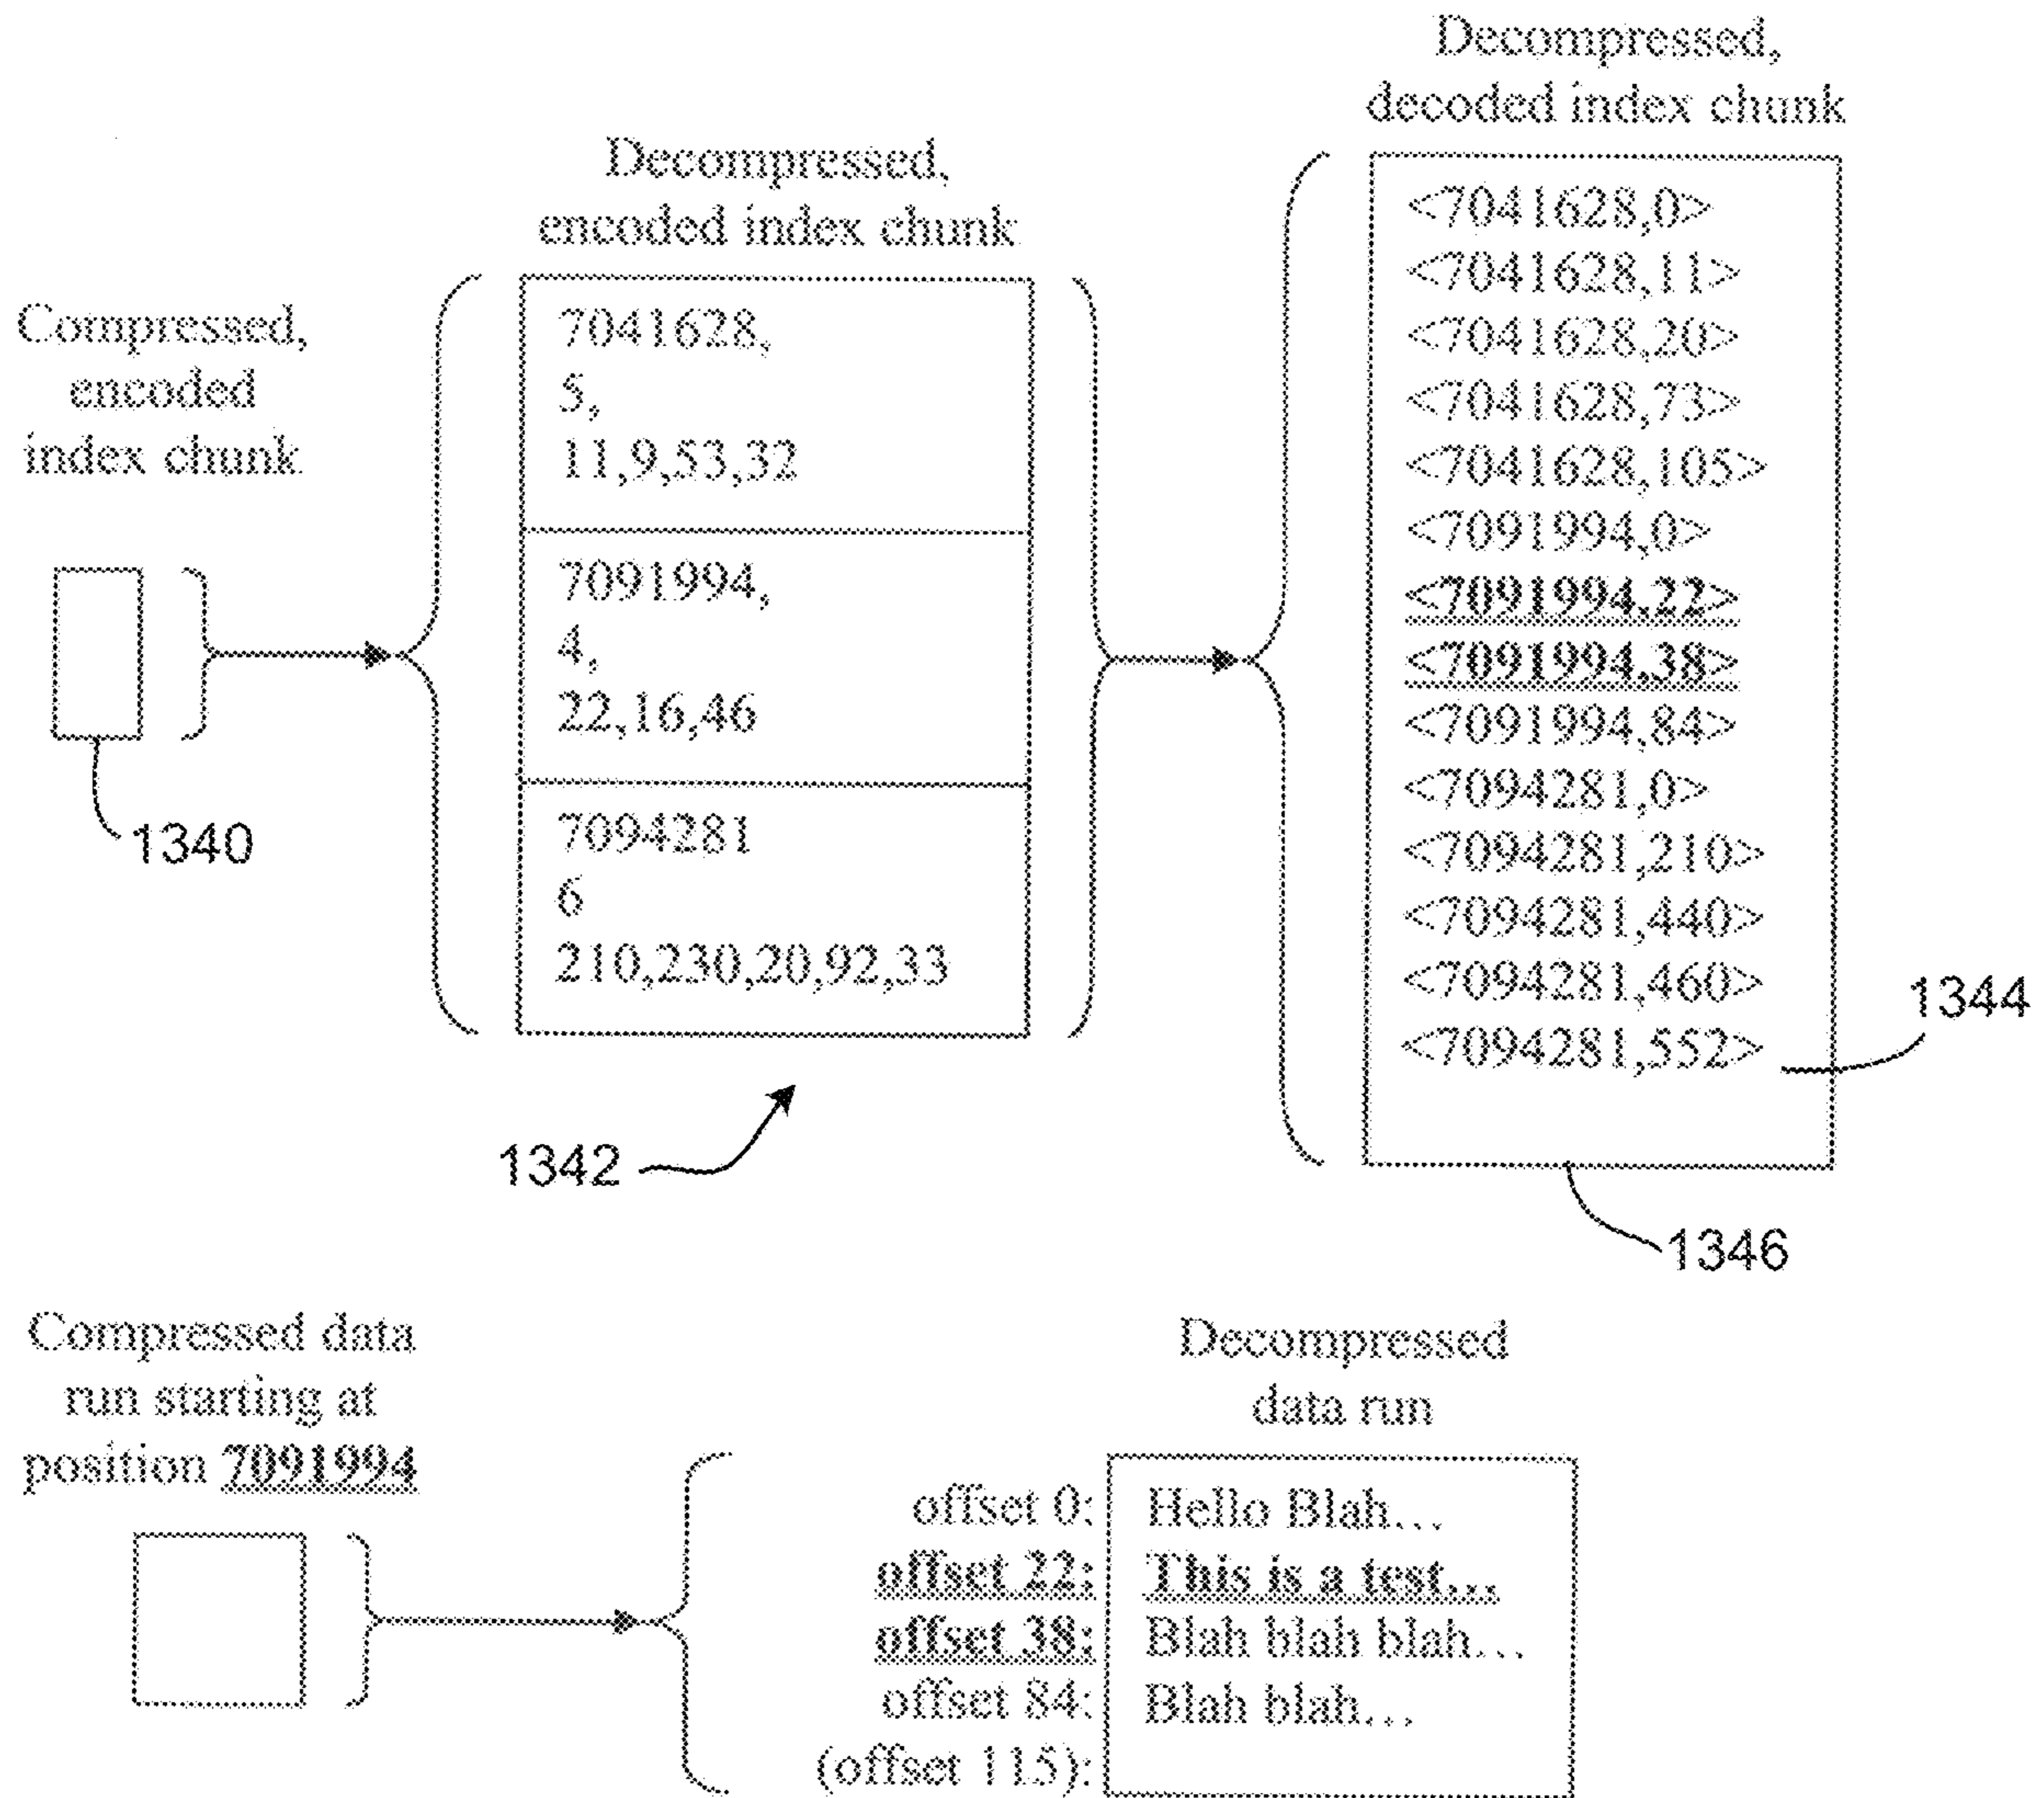 Compressed,
encoded
index chunk
1340
Decompressed,
encoded index chunk
7041628,
5,
11,9,53,32
7091994,
4,
22,16,46
7094281
6
210,230,20,92,33
1342
Decompressed,
decoded index chunk
<7041628,0>
<7041628,11>
<7041628,20>
<7041628,73>
<7041628,105>
<7091994,0>
<7091994,22>
<7091994,38>
<7091994,84>
<7094281,0>
<7094281,210>
<7094281,440>
<7094281,460>
<7094281,552>
1344
1346
Compressed data
run starting at
position 7091994
Decompressed
data run
offset 0: Hello Blah...
offset 22: This is a test...
offset 38: Blah blah blah...
offset 84: Blah blah...
(offset 115):